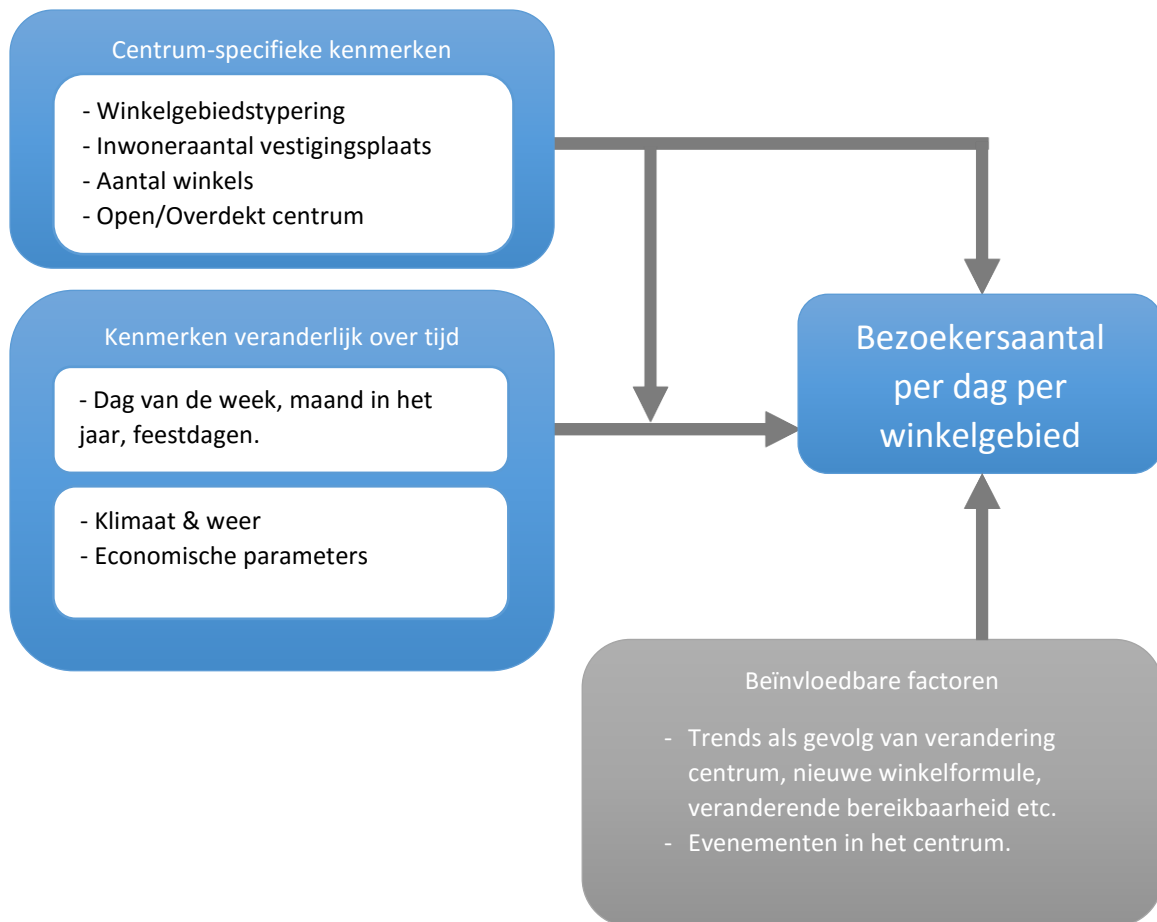 Centrum-specifieke kenmerken
- Winkelgebiedstypering
- Inwoneraantal vestigingsplaats
- Aantal winkels
- Open/Overdekt centrum
Kenmerken veranderlijk over tijd
- Dag van de week, maand in het
jaar, feestdagen.
- Klimaat & weer
- Economische parameters
Bezoekersaantal
per dag per
winkelgebied
Beïnvloedbare factoren
- Trends als gevolg van verandering
centrum, nieuwe winkelformule,
veranderende bereikbaarheid etc.
- Evenementen in het centrum.